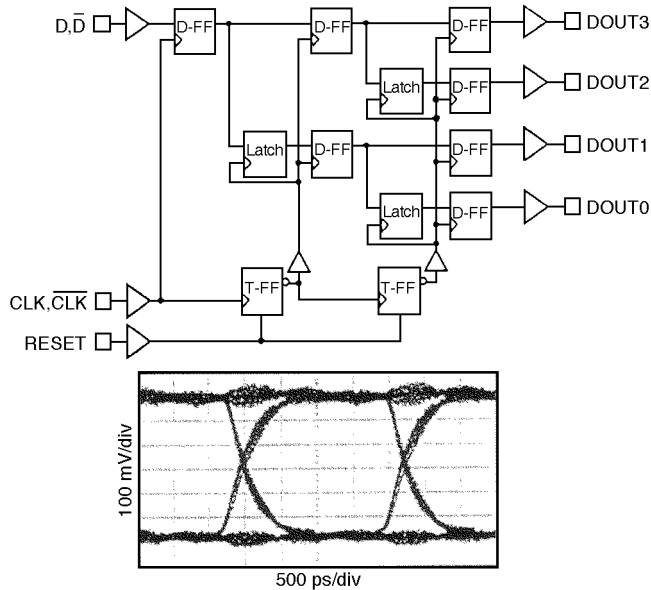 D,D̅ D-FF D-FF D-FF DOUT3
Latch D-FF DOUT2
Latch D-FF D-FF DOUT1
Latch D-FF DOUT0
T-FF T-FF
CLK,C̅L̅K̅
RESET
100 mV/div
500 ps/div